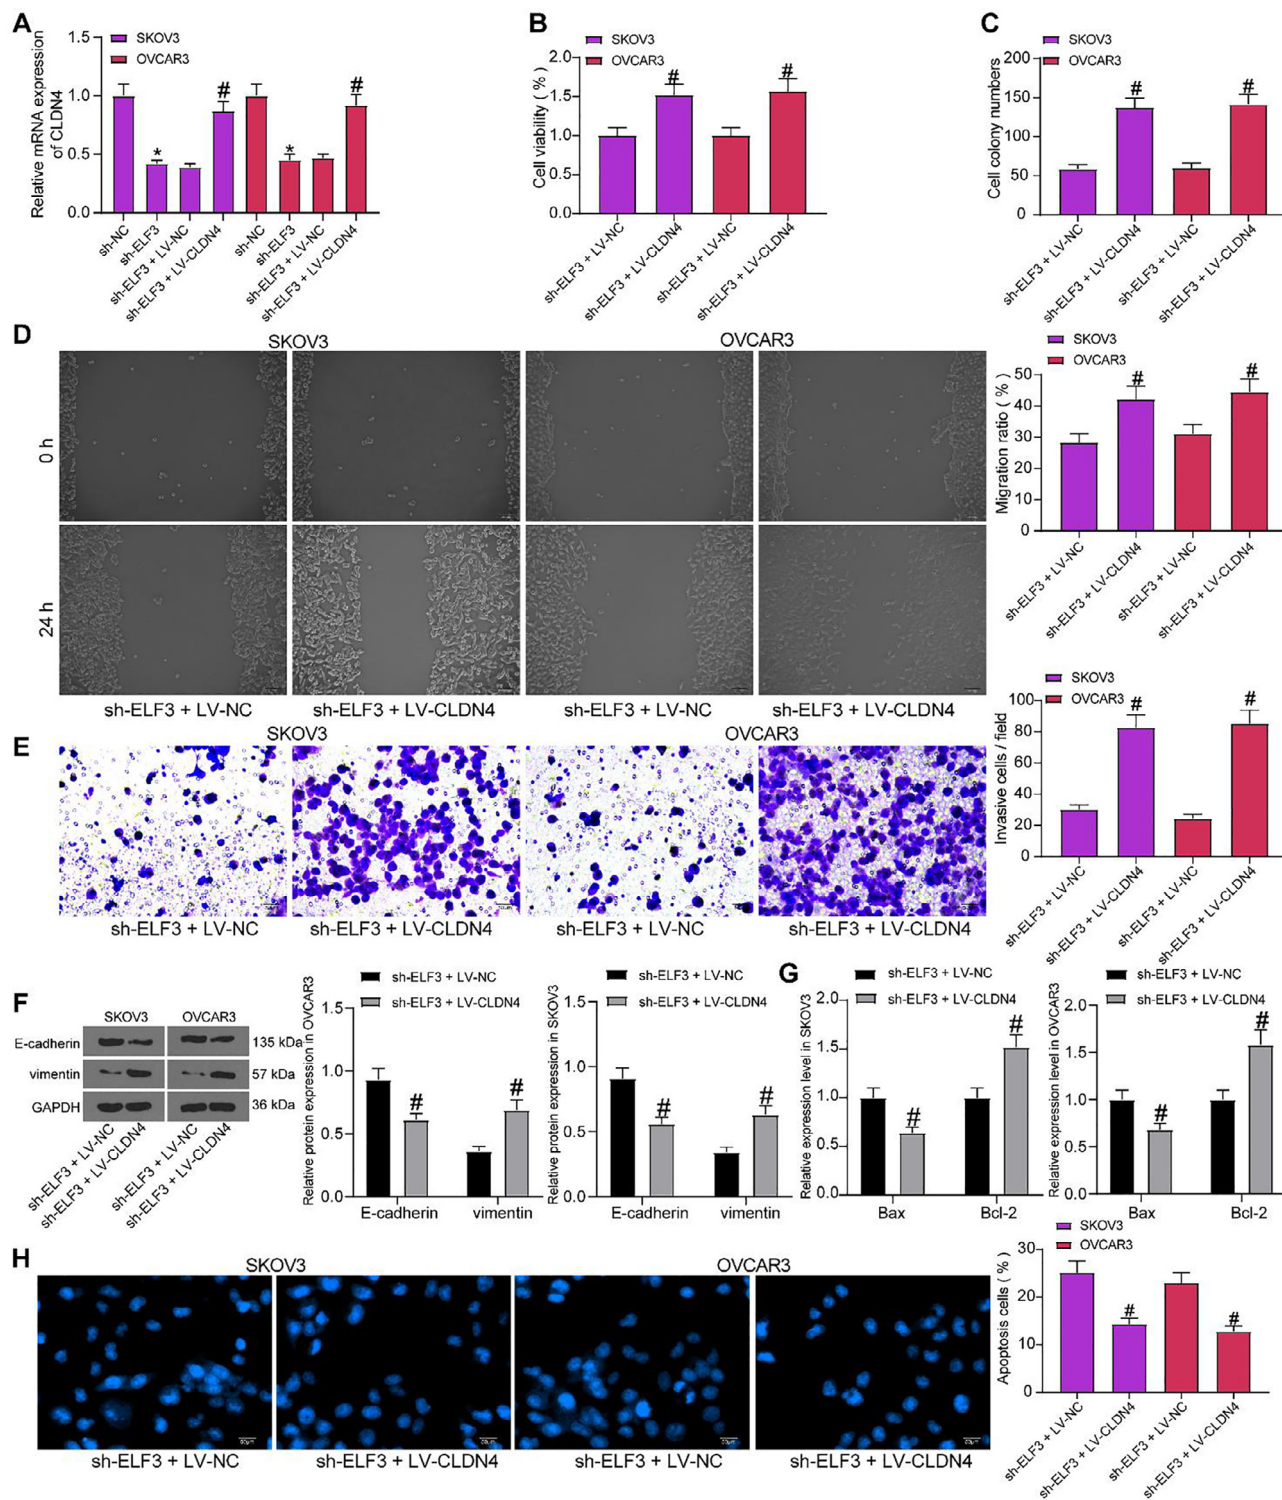 A
SKOV3
OVCAR3
Relative mRNA expression
of CLDN4
1.5
1.0
0.5
0.0
*
#
*
#
sh-NC
sh-ELF3
sh-ELF3 + LV-NC
sh-ELF3 + LV-CLDN4
sh-NC
sh-ELF3
sh-ELF3 + LV-NC
sh-ELF3 + LV-CLDN4
B
SKOV3
OVCAR3
Cell viability ( % )
2.0
1.5
1.0
0.5
0.0
#
#
sh-ELF3 + LV-NC
sh-ELF3 + LV-CLDN4
sh-ELF3 + LV-NC
sh-ELF3 + LV-CLDN4
C
SKOV3
OVCAR3
Cell colony numbers
200
150
100
50
0
#
#
sh-ELF3 + LV-NC
sh-ELF3 + LV-CLDN4
sh-ELF3 + LV-NC
sh-ELF3 + LV-CLDN4
D
SKOV3
OVCAR3
0 h
24 h
sh-ELF3 + LV-NC
sh-ELF3 + LV-CLDN4
sh-ELF3 + LV-NC
sh-ELF3 + LV-CLDN4
SKOV3
OVCAR3
Migration ratio ( % )
50
40
30
20
10
0
#
#
sh-ELF3 + LV-NC
sh-ELF3 + LV-CLDN4
sh-ELF3 + LV-NC
sh-ELF3 + LV-CLDN4
E
SKOV3
OVCAR3
sh-ELF3 + LV-NC
sh-ELF3 + LV-CLDN4
sh-ELF3 + LV-NC
sh-ELF3 + LV-CLDN4
SKOV3
OVCAR3
Invasive cells / field
100
80
60
40
20
0
#
#
sh-ELF3 + LV-NC
sh-ELF3 + LV-CLDN4
sh-ELF3 + LV-NC
sh-ELF3 + LV-CLDN4
F
SKOV3
OVCAR3
E-cadherin
135 kDa
vimentin
57 kDa
GAPDH
36 kDa
sh-ELF3 + LV-NC
sh-ELF3 + LV-CLDN4
sh-ELF3 + LV-NC
sh-ELF3 + LV-CLDN4
sh-ELF3 + LV-NC
sh-ELF3 + LV-CLDN4
Relative protein expression in OVCAR3
1.5
1.0
0.5
0.0
#
#
E-cadherin
vimentin
sh-ELF3 + LV-NC
sh-ELF3 + LV-CLDN4
Relative protein expression in SKOV3
1.5
1.0
0.5
0.0
#
#
E-cadherin
vimentin
G
sh-ELF3 + LV-NC
sh-ELF3 + LV-CLDN4
Relative expression level in SKOV3
2.0
1.5
1.0
0.5
0.0
#
#
Bax
Bcl-2
sh-ELF3 + LV-NC
sh-ELF3 + LV-CLDN4
Relative expression level in OVCAR3
2.0
1.5
1.0
0.5
0.0
#
#
Bax
Bcl-2
H
SKOV3
OVCAR3
50μm
50μm
50μm
50μm
sh-ELF3 + LV-NC
sh-ELF3 + LV-CLDN4
sh-ELF3 + LV-NC
sh-ELF3 + LV-CLDN4
SKOV3
OVCAR3
Apoptosis cells ( % )
30
20
10
0
#
#
sh-ELF3 + LV-NC
sh-ELF3 + LV-CLDN4
sh-ELF3 + LV-NC
sh-ELF3 + LV-CLDN4